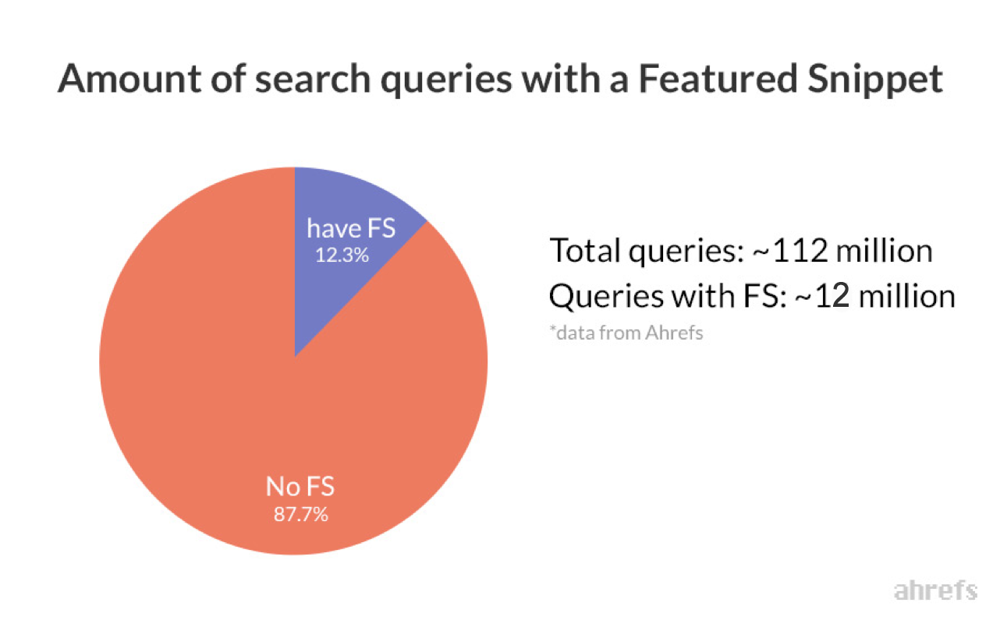 Amount of search queries with a Featured Snippet
have FS
12.3%
Total queries: ~112 million
Queries with FS: ~12 million
*data from Ahrefs
No FS
87.7%
ahrefs